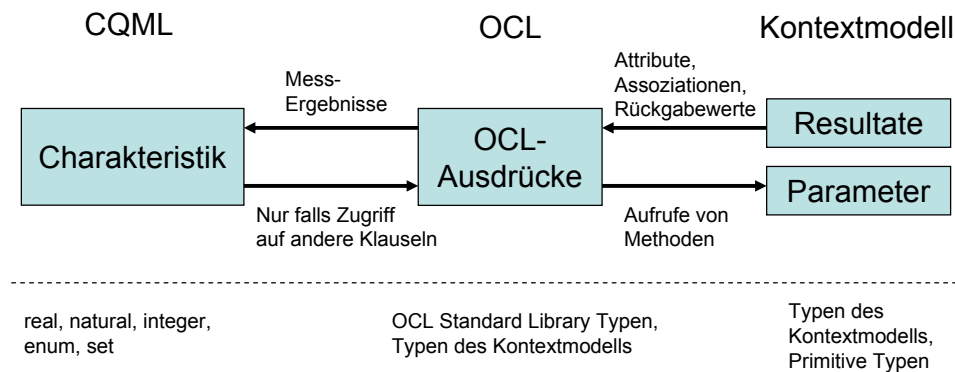 CQML
OCL
Kontextmodell
Mess-
Ergebnisse
Attribute,
Assoziationen,
Rückgabewerte
Charakteristik
OCL-
Ausdrücke
Resultate
Parameter
Nur falls Zugriff
auf andere Klauseln
Aufrufe von
Methoden
real, natural, integer,
enum, set
OCL Standard Library Typen,
Typen des Kontextmodells
Typen des
Kontextmodells,
Primitive Typen